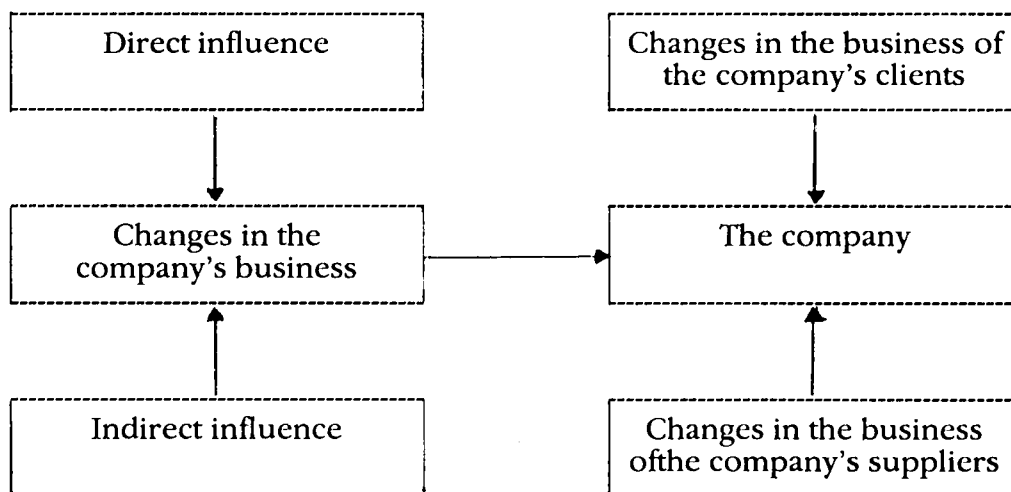 Direct influence
Changes in the business of
the company's clients
Changes in the
company's business
The company
Indirect influence
Changes in the business
ofthe company's suppliers